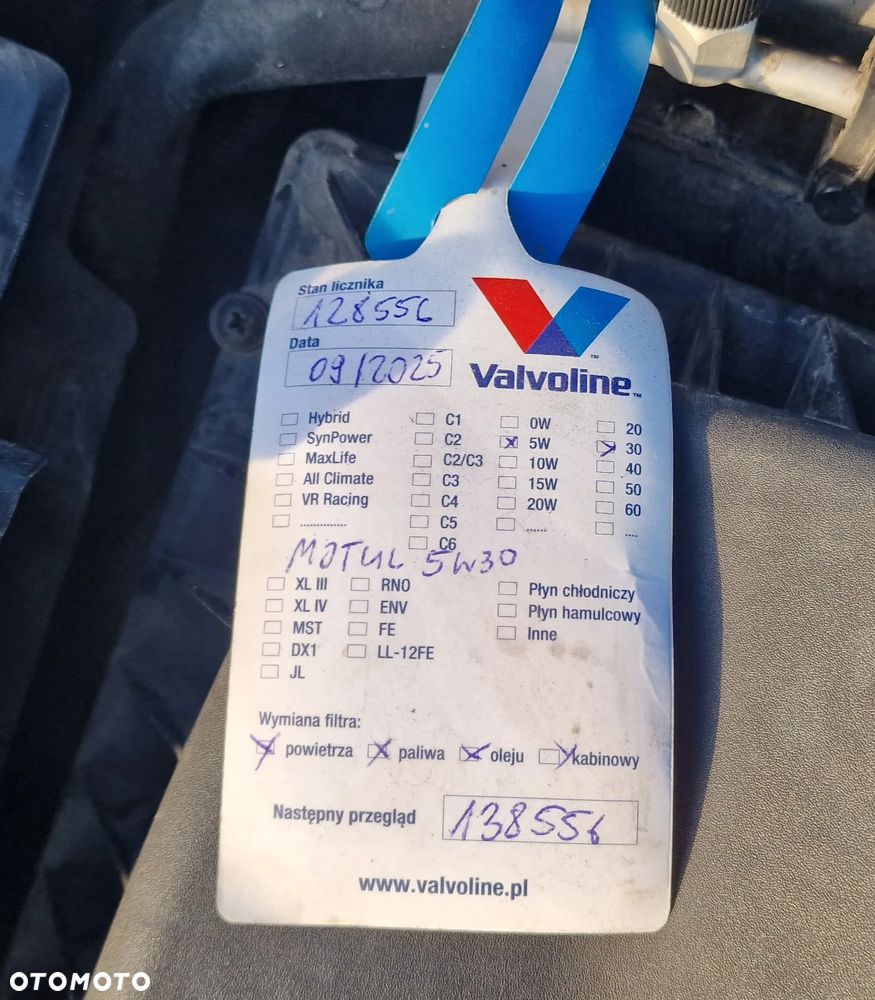 Stan licznika
128556
Data
09/2025
Valvoline™
Hybrid
SynPower
MaxLife
All Climate
VR Racing
..............
C1
C2
C2/C3
C3
C4
C5
C6
0W
5W
10W
15W
20W
......
20
30
40
50
60
....
MOTUL 5W30
XL III
XL IV
MST
DX1
JL
RNO
ENV
FE
LL-12FE
Płyn chłodniczy
Płyn hamulcowy
Inne
Wymiana filtra:
powietrza paliwa oleju kabinowy
Następny przegląd 138556
www.valvoline.pl
OTOMOTO